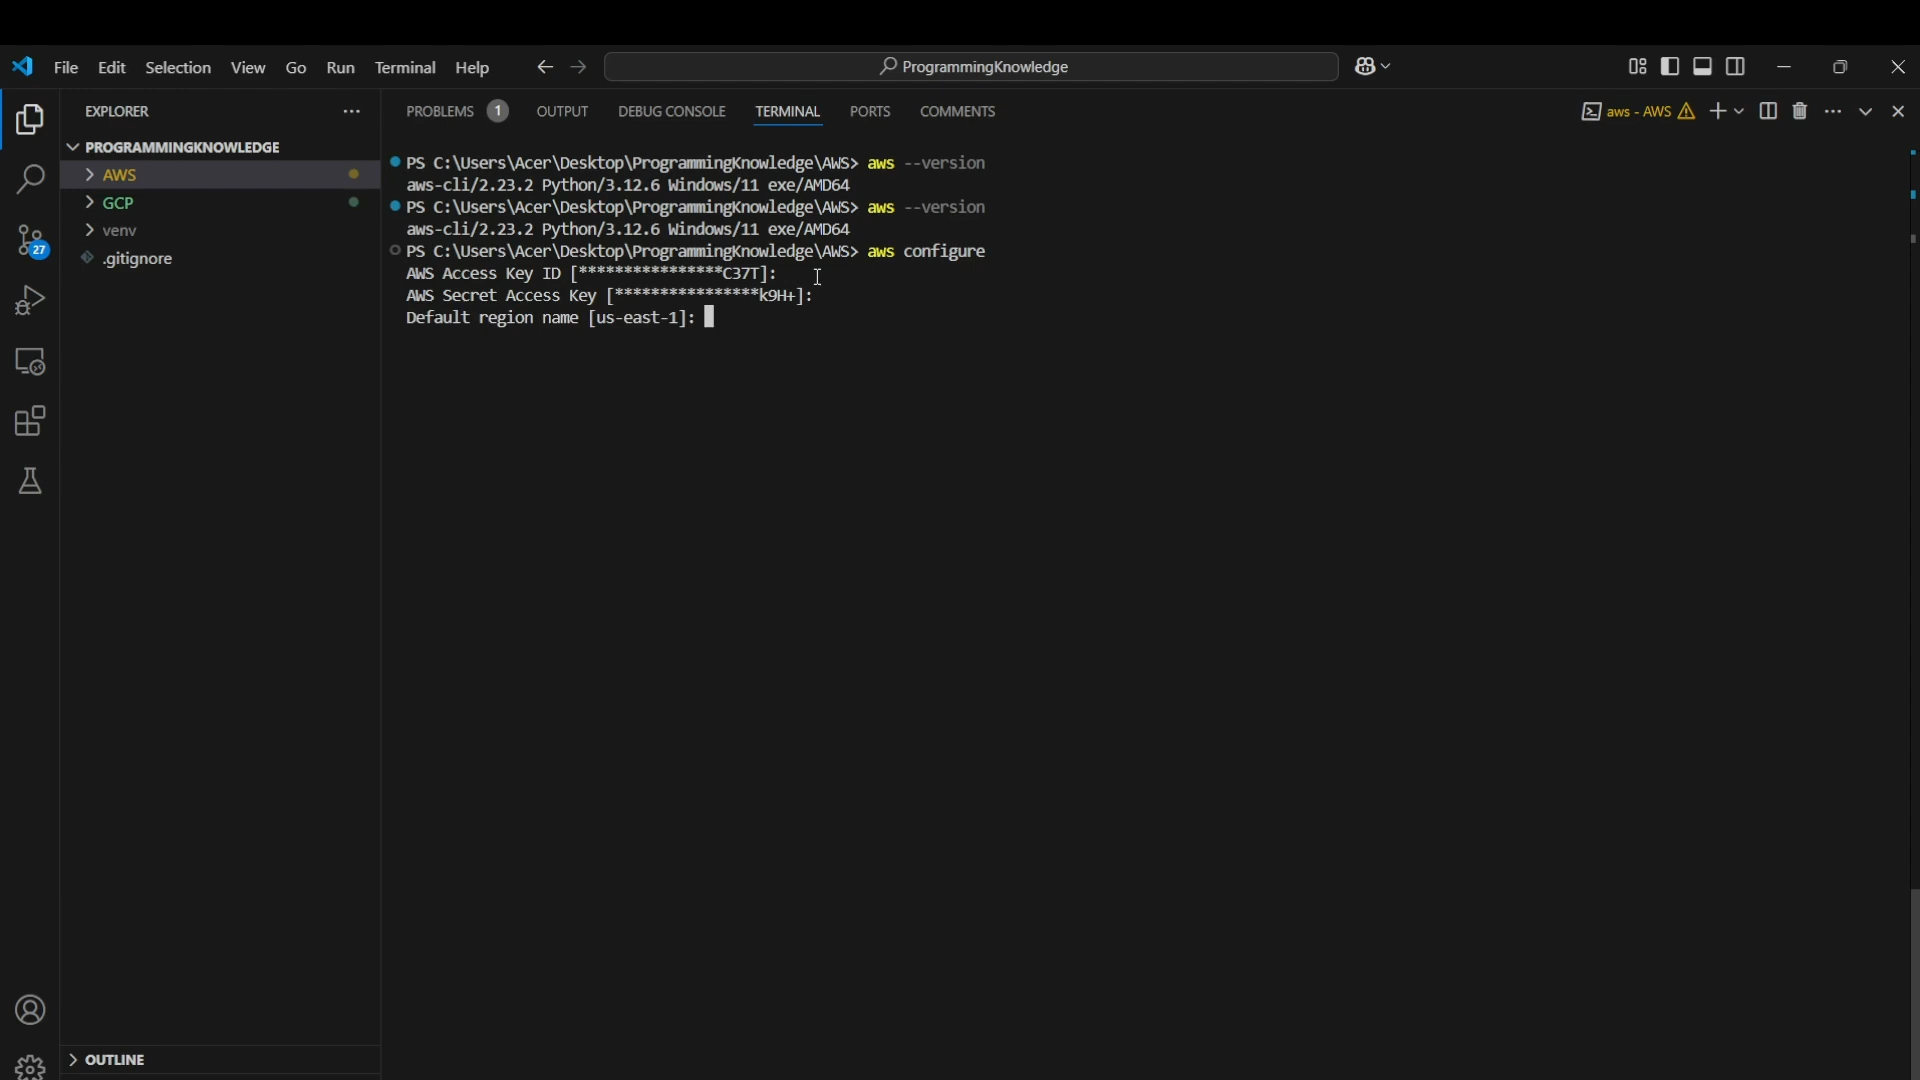 File Edit Selection View Go Run Terminal Help
ProgrammingKnowledge
EXPLORER
PROGRAMMINGKNOWLEDGE
AWS
GCP
venv
.gitignore
27
OUTLINE
PROBLEMS 1 OUTPUT DEBUG CONSOLE TERMINAL PORTS COMMENTS
aws - AWS
PS C:\Users\Acer\Desktop\ProgrammingKnowledge\AWS> aws --version
aws-cli/2.23.2 Python/3.12.6 Windows/11 exe/AMD64
PS C:\Users\Acer\Desktop\ProgrammingKnowledge\AWS> aws --version
aws-cli/2.23.2 Python/3.12.6 Windows/11 exe/AMD64
PS C:\Users\Acer\Desktop\ProgrammingKnowledge\AWS> aws configure
AWS Access Key ID [****************C37T]:
AWS Secret Access Key [****************k9H+]:
Default region name [us-east-1]: